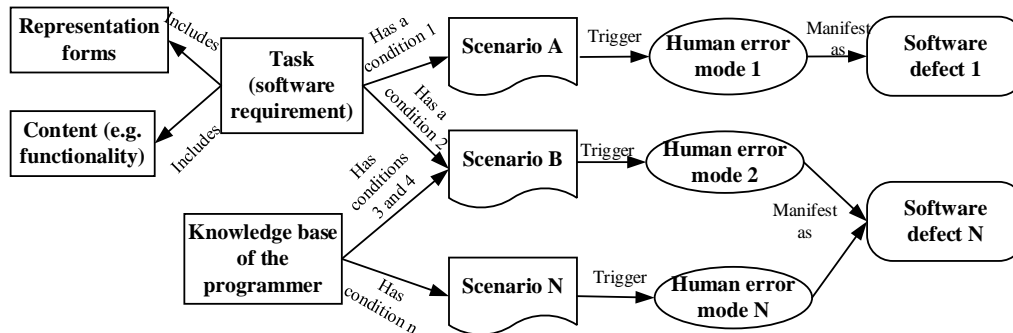 Representation
forms
Includes
Content (e.g.
functionality)
Includes
Task
(software
requirement)
Has a
condition 1
Has a
condition 2
Has
conditions
3 and 4
Knowledge base
of the
programmer
Has
condition n
Scenario A
Trigger
Human error
mode 1
Manifest
as
Software
defect 1
Scenario B
Trigger
Human error
mode 2
Manifest
as
Software
defect N
Scenario N
Trigger
Human error
mode N